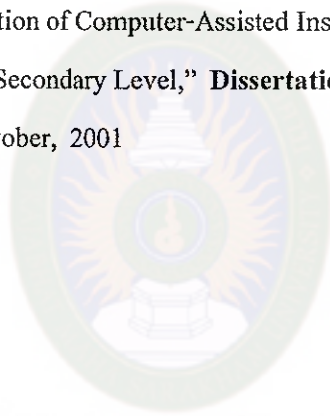 tion of Computer-Assisted Ins
Secondary Level,” Dissertatio
ober, 2001